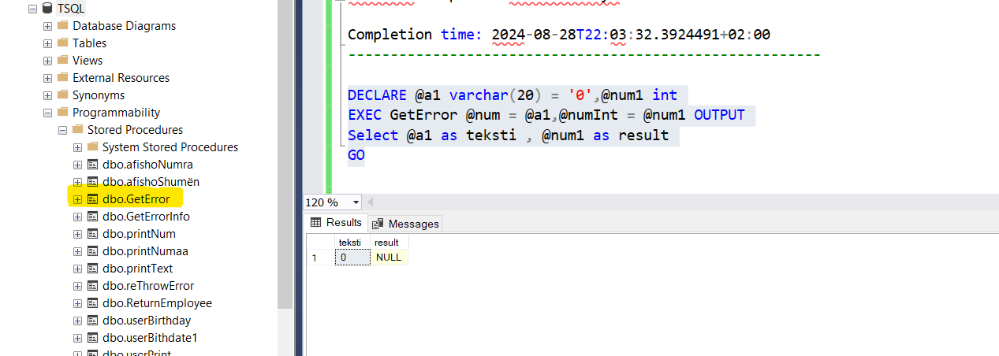 TSQL
Database Diagrams
Tables
Views
External Resources
Synonyms
Programmability
Stored Procedures
System Stored Procedures
dbo.afishoNumra
dbo.afishoShumën
dbo.GetError
dbo.GetErrorInfo
dbo.printNum
dbo.printNumaa
dbo.printText
dbo.reThrowError
dbo.ReturnEmployee
dbo.userBirthday
dbo.userBithdate1
dbo.userPrint
Completion time: 2024-08-28T22:03:32.3924491+02:00
------------------------------------------------------
DECLARE @a1 varchar(20) = '0',@num1 int
EXEC GetError @num = @a1,@numInt = @num1 OUTPUT
Select @a1 as teksti , @num1 as result
GO
120 %
Results Messages
teksti result
1 0 NULL